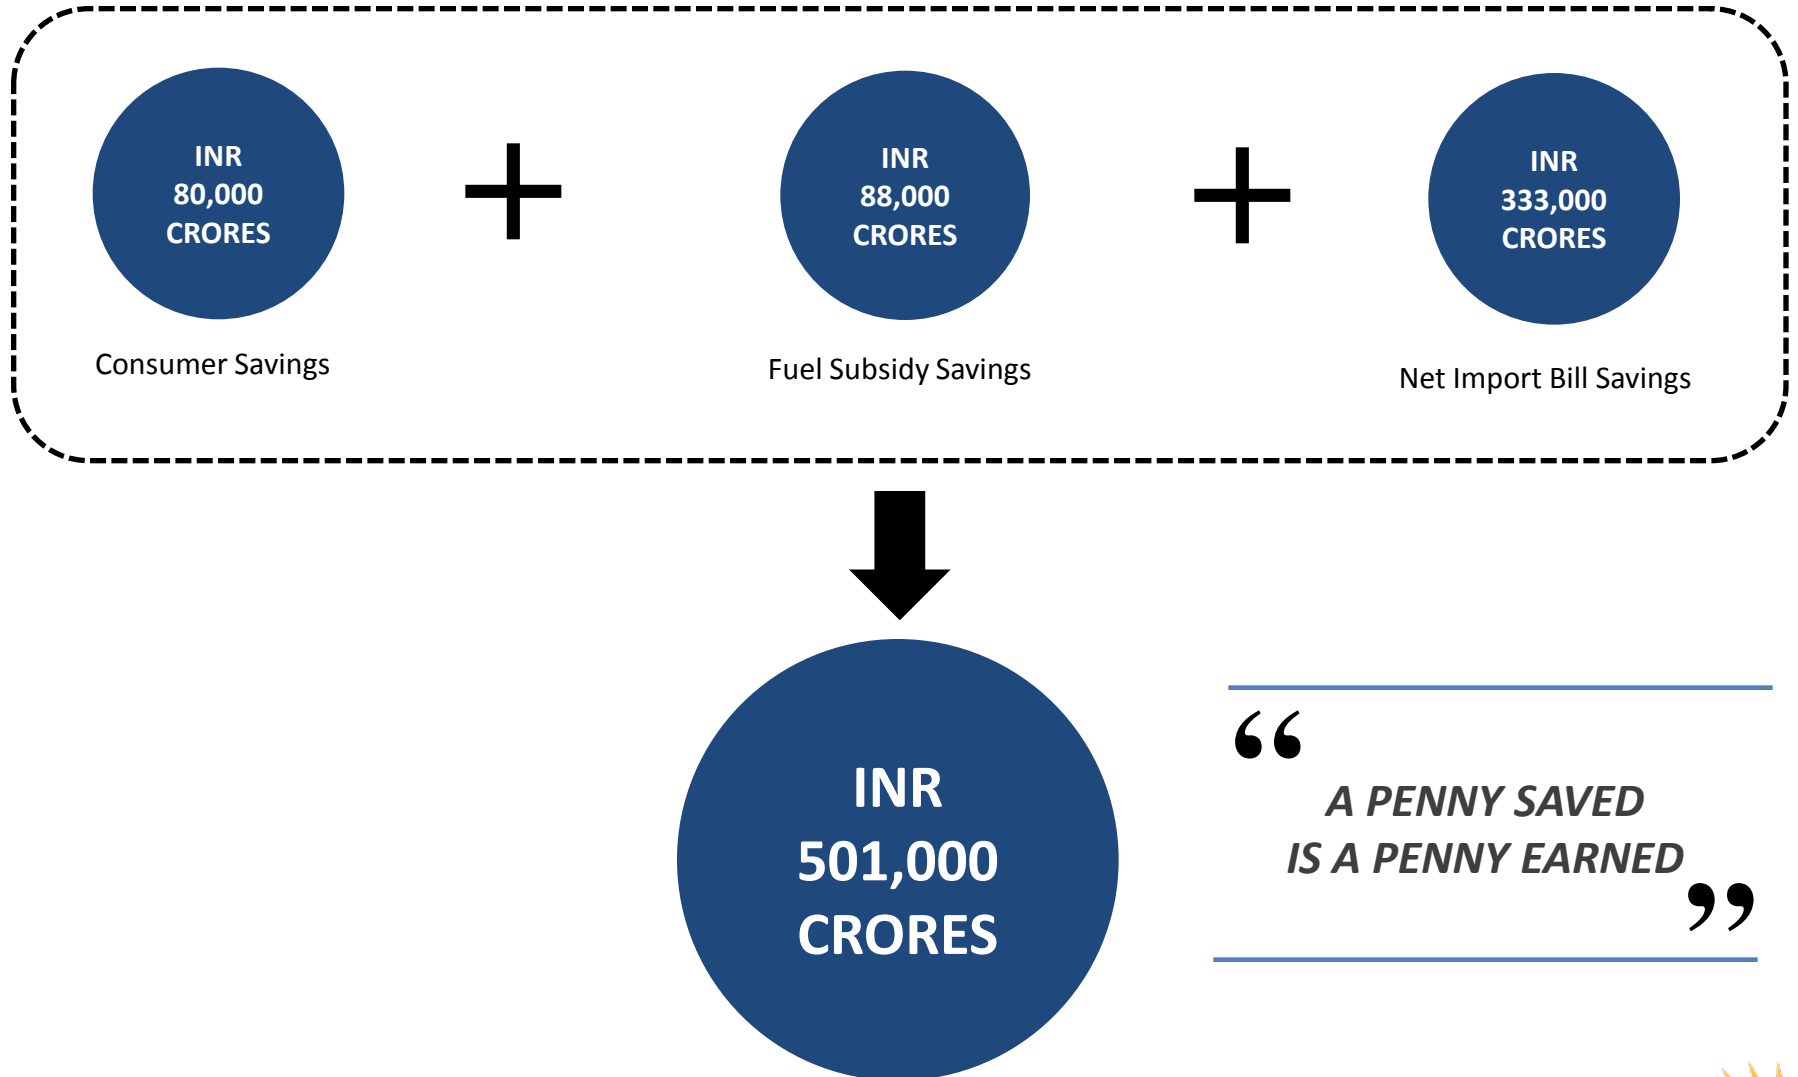 INR
80,000
CRORES
INR
88,000
CRORES
INR
333,000
CRORES
Consumer Savings
Fuel Subsidy Savings
Net Import Bill Savings
INR
501,000
CRORES
“
A PENNY SAVED
IS A PENNY EARNED
”